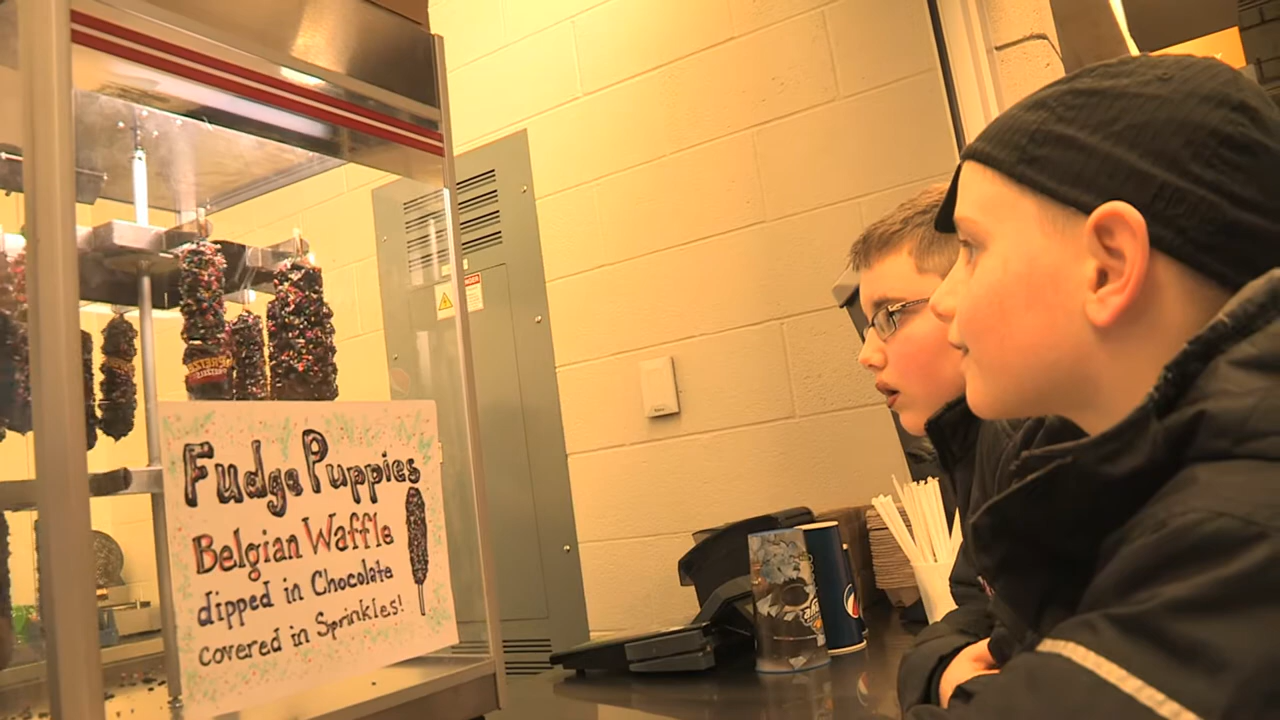 Fudge Puppies
Belgian Waffle
dipped in Chocolate
covered in Sprinkles!